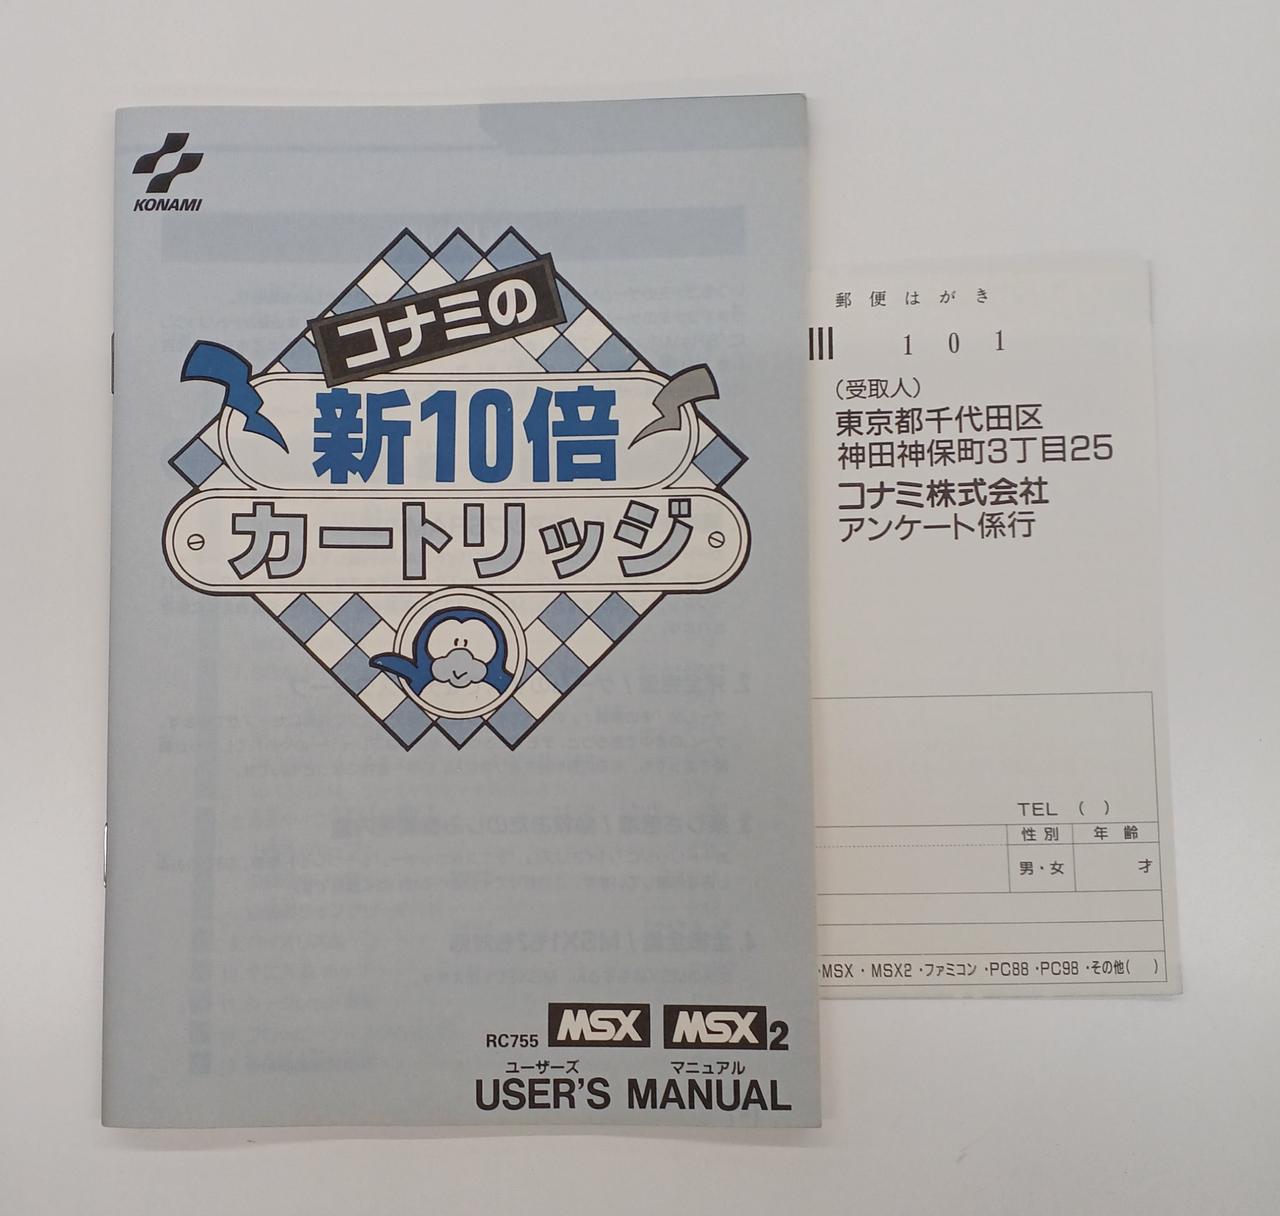 KONAMI
コナミの
新10倍
カートリッジ
RC755 MSX MSX2
ユーザーズ マニュアル
USER'S MANUAL
郵便はがき
101
(受取人)
東京都千代田区
神田神保町3丁目25
コナミ株式会社
アンケート係行
TEL ( )
性別 年齢
男・女 才
・MSX・MSX2・ファミコン・PC88・PC98・その他( )